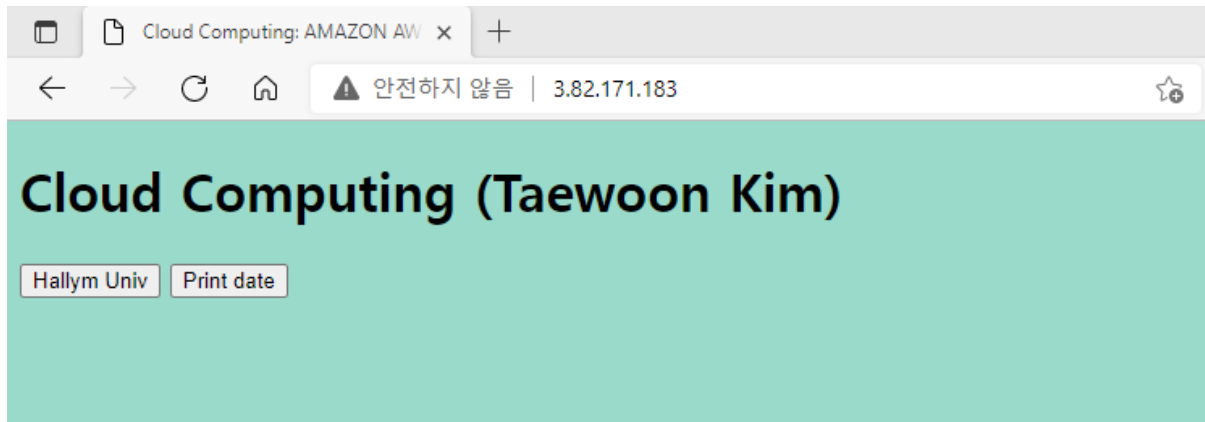 Cloud Computing: AMAZON AW
안전하지 않음 | 3.82.171.183
Cloud Computing (Taewoon Kim)
Hallym Univ Print date